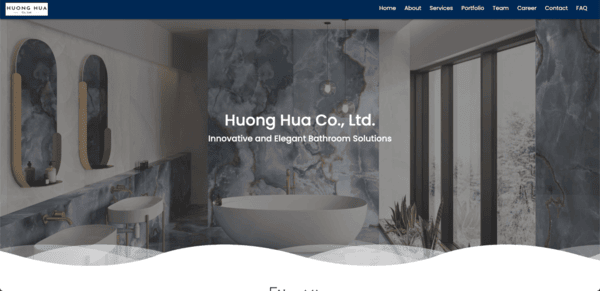 HUONG HUA
Home About Services Portfolio Team Career Contact FAQ
Huong Hua Co., Ltd.
Innovative and Elegant Bathroom Solutions